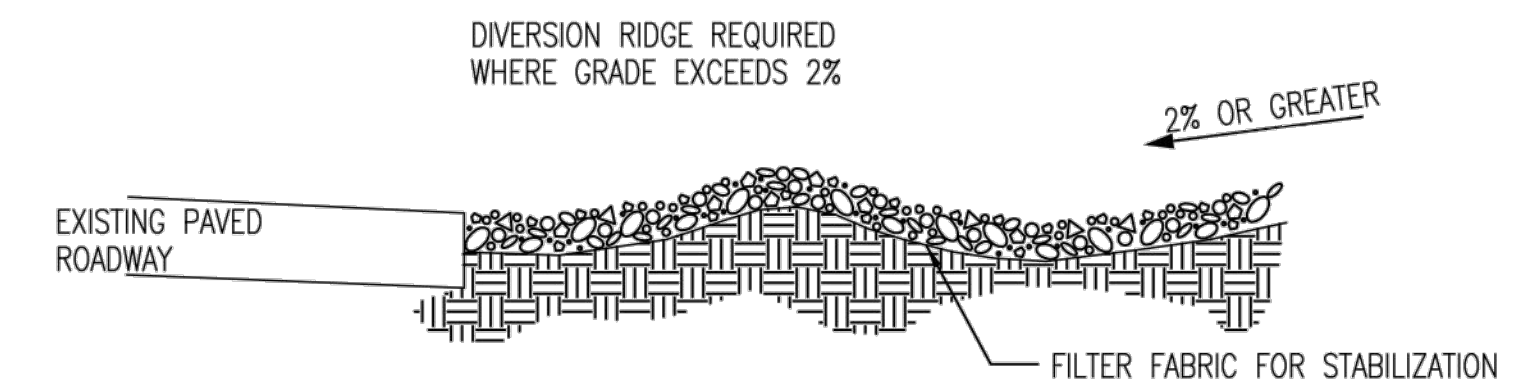 DIVERSION RIDGE REQUIRED
WHERE GRADE EXCEEDS 2%
2% OR GREATER
EXISTING PAVED
ROADWAY
FILTER FABRIC FOR STABILIZATION